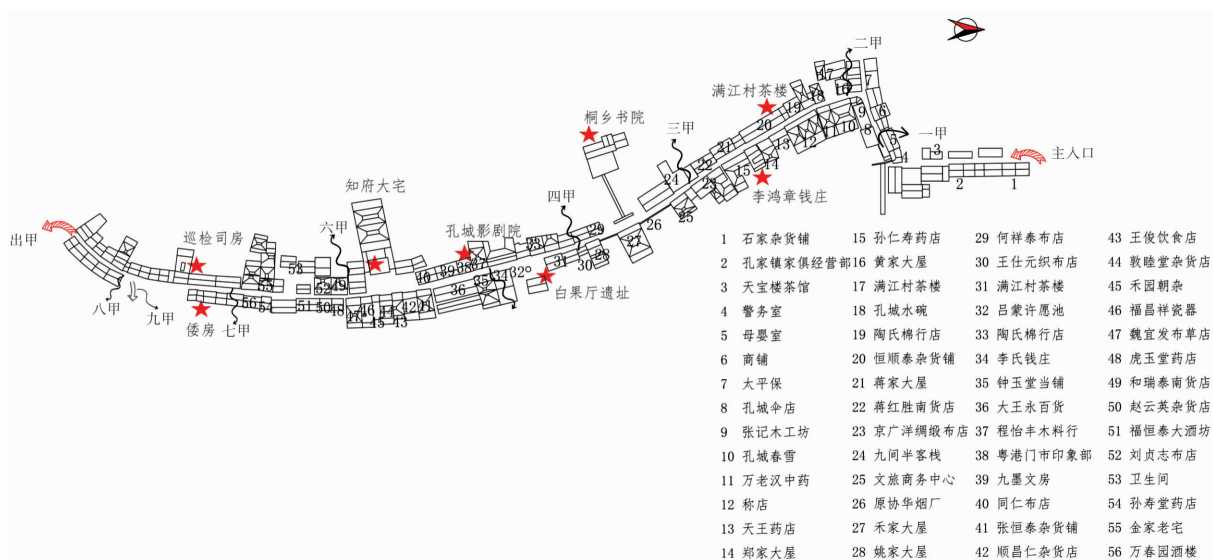 二甲
满江村茶楼
桐乡书院
三甲
一甲
主入口
李鸿章钱庄
知府大宅
四甲
孔城影剧院
六甲
出甲
巡检司房
白果厅遗址
八甲
九甲
倭房
七甲
1 石家杂货铺
2 孔家镇家俱经营部
3 天宝楼茶馆
4 警务室
5 母婴室
6 商铺
7 太平保
8 孔城伞店
9 张记木工坊
10 孔城春雪
11 万老汉中药
12 称店
13 天王药店
14 郑家大屋
15 孙仁寿药店
16 黄家大屋
17 满江村茶楼
18 孔城水碗
19 陶氏棉行店
20 恒顺泰杂货铺
21 蒋家大屋
22 蒋红胜南货店
23 京广洋绸缎布店
24 九间半客栈
25 文旅商务中心
26 原协华烟厂
27 禾家大屋
28 姚家大屋
29 何祥泰布店
30 王仕元织布店
31 满江村茶楼
32 吕蒙许愿池
33 陶氏棉行店
34 李氏钱庄
35 钟玉堂当铺
36 大王永百货
37 程怡丰木料行
38 粤港门市印象部
39 九墨文房
40 同仁布店
41 张恒泰杂货铺
42 顺昌仁杂货店
43 王俊饮食店
44 敦睦堂杂货店
45 禾园朝杂
46 福昌祥瓷器
47 魏宜发布草店
48 虎玉堂药店
49 和瑞泰南货店
50 赵云英杂货店
51 福恒泰大酒坊
52 刘贞志布店
53 卫生间
54 孙寿堂药店
55 金家老宅
56 万春园酒楼